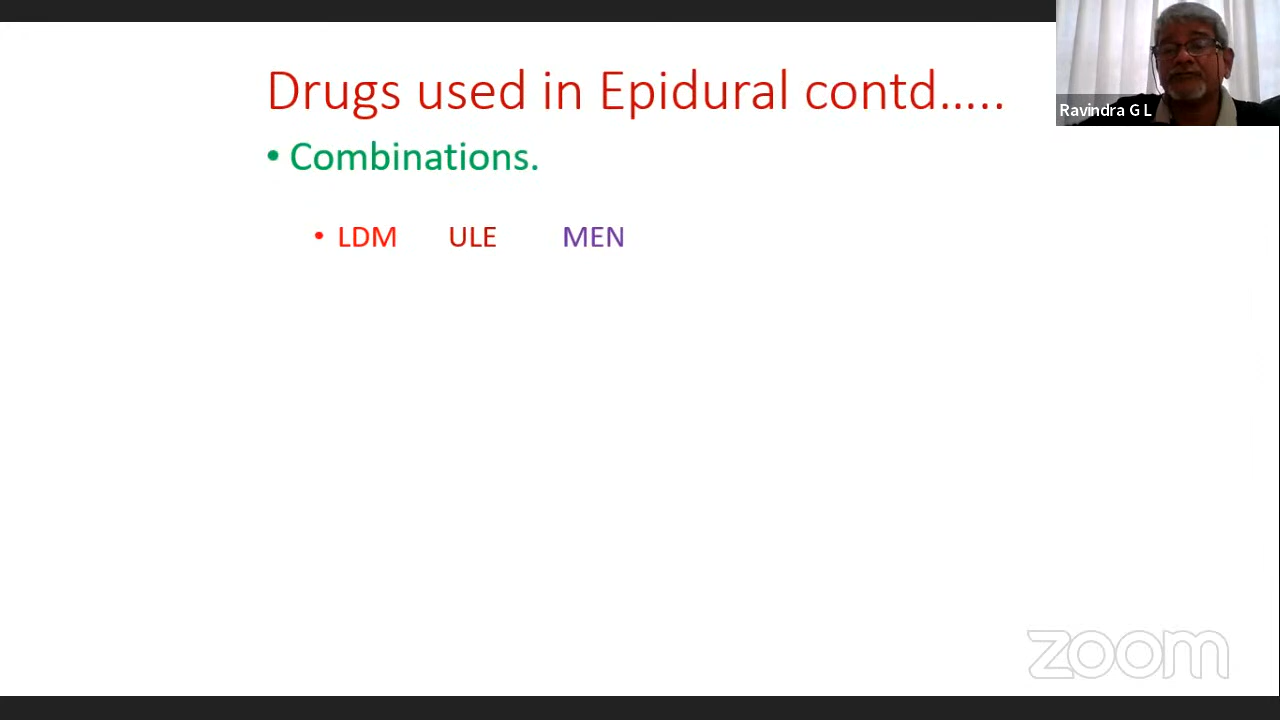 Drugs used in Epidural contd…..
Ravindra G L
• Combinations.
• LDM ULE MEN
zoom